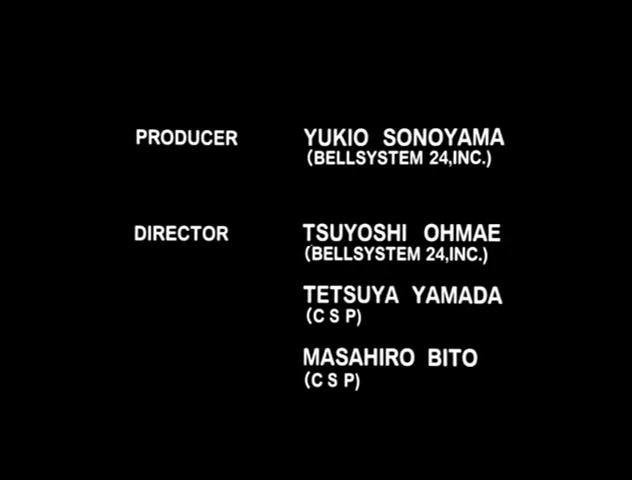 PRODUCER YUKIO SONOYAMA
(BELLSYSTEM 24,INC.)
DIRECTOR TSUYOSHI OHMAE
(BELLSYSTEM 24,INC.)
TETSUYA YAMADA
(C S P)
MASAHIRO BITO
(C S P)